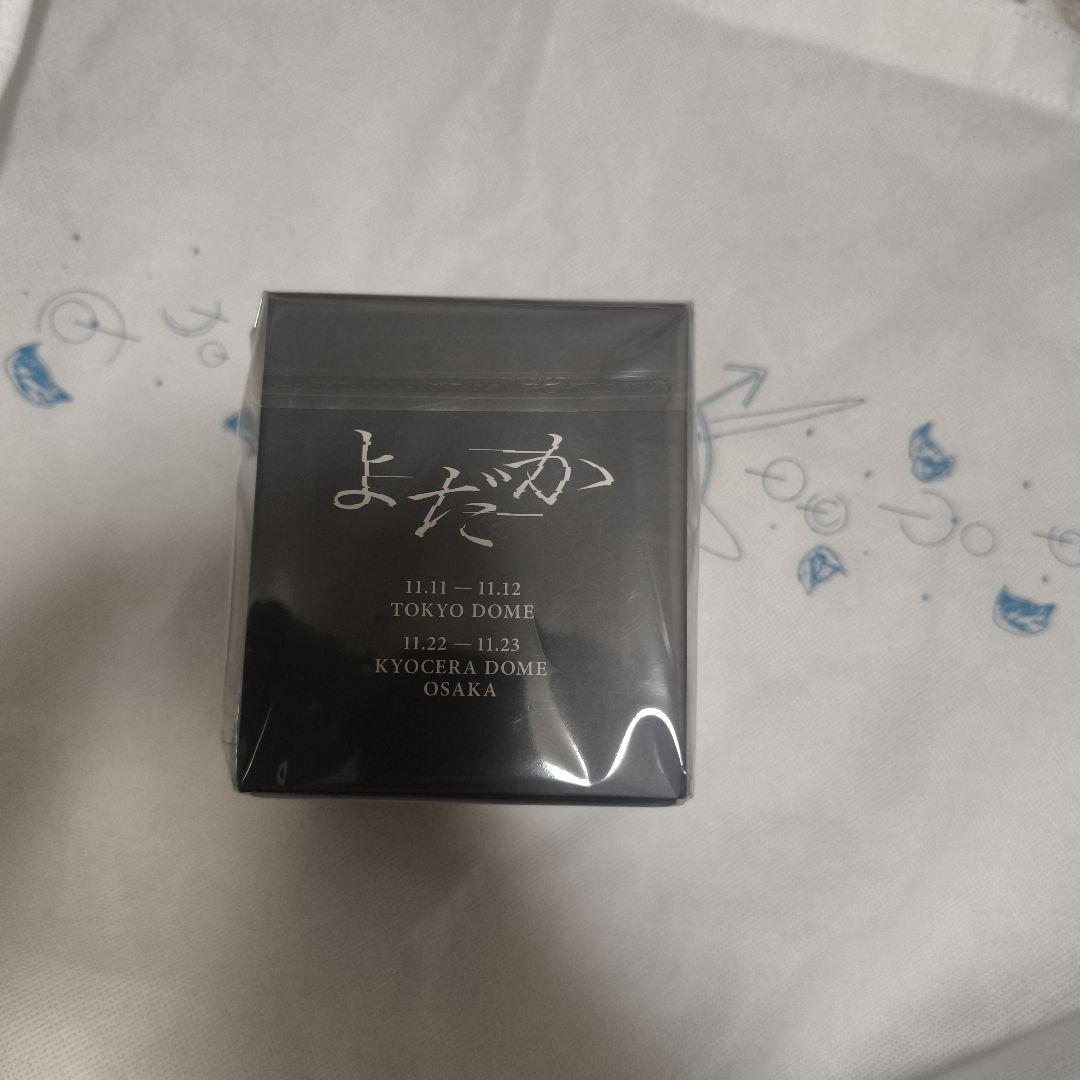 よだか
11.11 — 11.12
TOKYO DOME
11.22 — 11.23
KYOCERA DOME
OSAKA